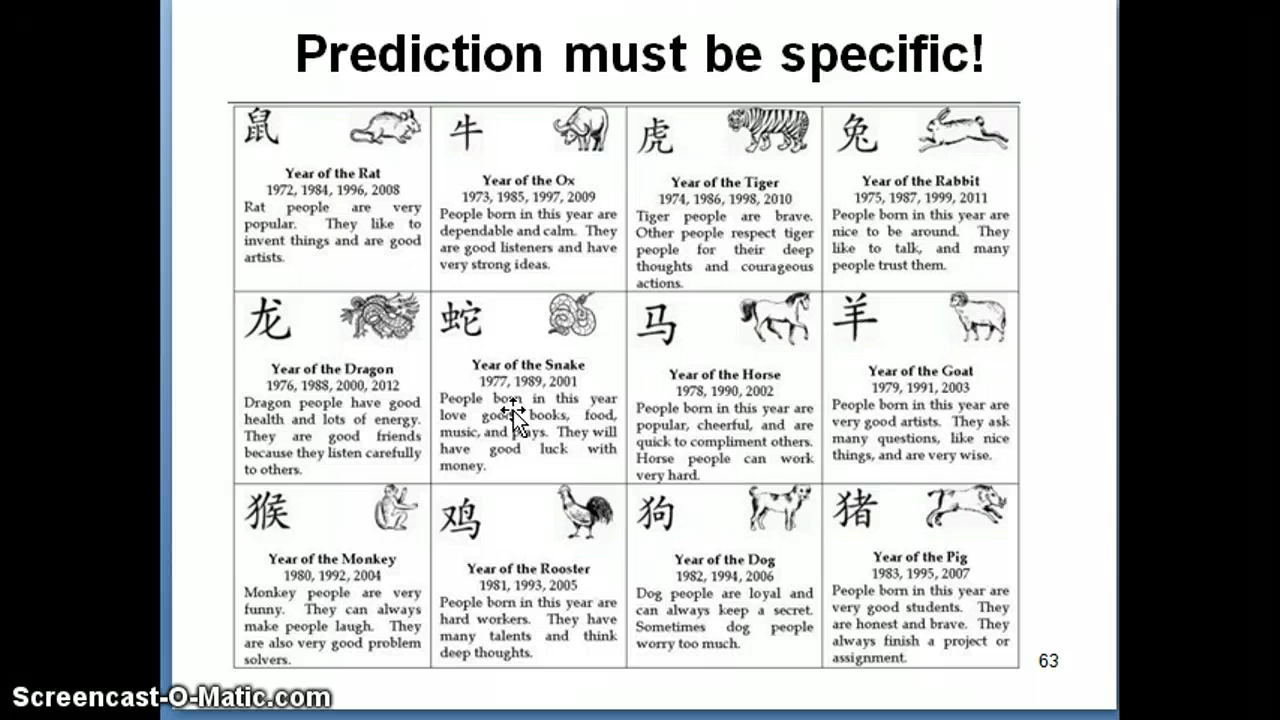 Prediction must be specific!
鼠
Year of the Rat
1972, 1984, 1996, 2008
Rat people are very
popular. They like to
invent things and are good
artists.
牛
Year of the Ox
1973, 1985, 1997, 2009
People born in this year are
dependable and calm. They
are good listeners and have
very strong ideas.
虎
Year of the Tiger
1974, 1986, 1998, 2010
Tiger people are brave.
Other people respect tiger
people for their deep
thoughts and courageous
actions.
兔
Year of the Rabbit
1975, 1987, 1999, 2011
People born in this year are
nice to be around. They
like to talk, and many
people trust them.
龙
Year of the Dragon
1976, 1988, 2000, 2012
Dragon people have good
health and lots of energy.
They are good friends
because they listen carefully
to others.
蛇
Year of the Snake
1977, 1989, 2001
People born in this year
love good books, food,
music, and plays. They will
have good luck with
money.
马
Year of the Horse
1978, 1990, 2002
People born in this year are
popular, cheerful, and are
quick to compliment others.
Horse people can work
very hard.
羊
Year of the Goat
1979, 1991, 2003
People born in this year are
very good artists. They ask
many questions, like nice
things, and are very wise.
猴
Year of the Monkey
1980, 1992, 2004
Monkey people are very
funny. They can always
make people laugh. They
are also very good problem
solvers.
鸡
Year of the Rooster
1981, 1993, 2005
People born in this year are
hard workers. They have
many talents and think
deep thoughts.
狗
Year of the Dog
1982, 1994, 2006
Dog people are loyal and
can always keep a secret.
Sometimes dog people
worry too much.
猪
Year of the Pig
1983, 1995, 2007
People born in this year are
very good students. They
are honest and brave. They
always finish a project or
assignment.
63
Screencast-O-Matic.com